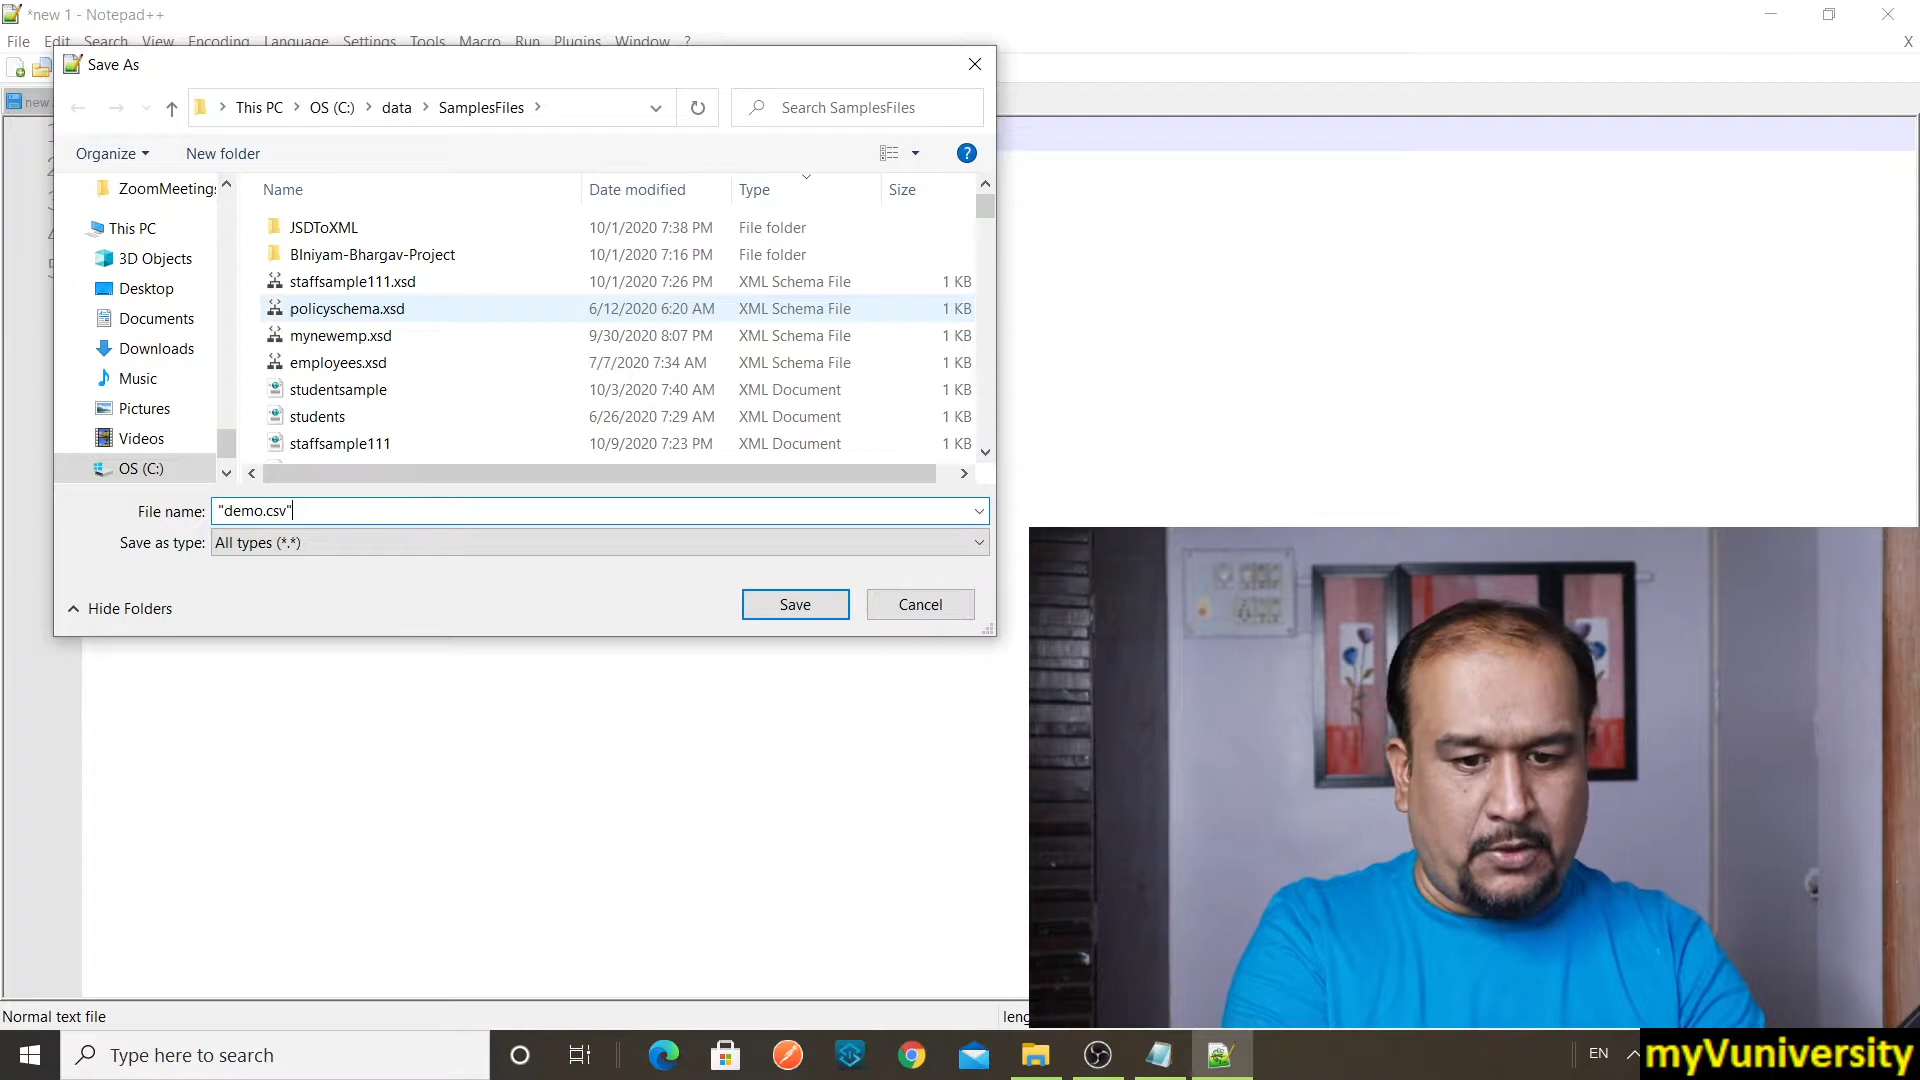 *new 1 - Notepad++
File Edit Search View Encoding Language Settings Tools Macro Run Plugins Window ?
X
new
Save As
This PC > OS (C:) > data > SamplesFiles >
Search SamplesFiles
Organize
New folder
?
Name Date modified Type Size
ZoomMeetings
This PC
3D Objects
Desktop
Documents
Downloads
Music
Pictures
Videos
OS (C:)
JSDToXML 10/1/2020 7:38 PM File folder
BIniyam-Bhargav-Project 10/1/2020 7:16 PM File folder
staffsample111.xsd 10/1/2020 7:26 PM XML Schema File 1 KB
policyschema.xsd 6/12/2020 6:20 AM XML Schema File 1 KB
mynewemp.xsd 9/30/2020 8:07 PM XML Schema File 1 KB
employees.xsd 7/7/2020 7:34 AM XML Schema File 1 KB
studentsample 10/3/2020 7:40 AM XML Document 1 KB
students 6/26/2020 7:29 AM XML Document 1 KB
staffsample111 10/9/2020 7:23 PM XML Document 1 KB
File name: "demo.csv"
Save as type: All types (*.*)
Hide Folders
Save
Cancel
Normal text file
Type here to search
EN
myVuniversity